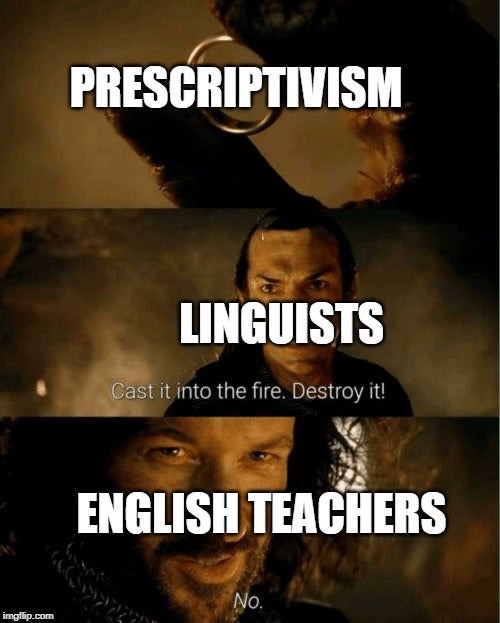 PRESCRIPTIVISM
LINGUISTS
Cast it into the fire. Destroy it!
ENGLISH TEACHERS
No.
imgflip.com